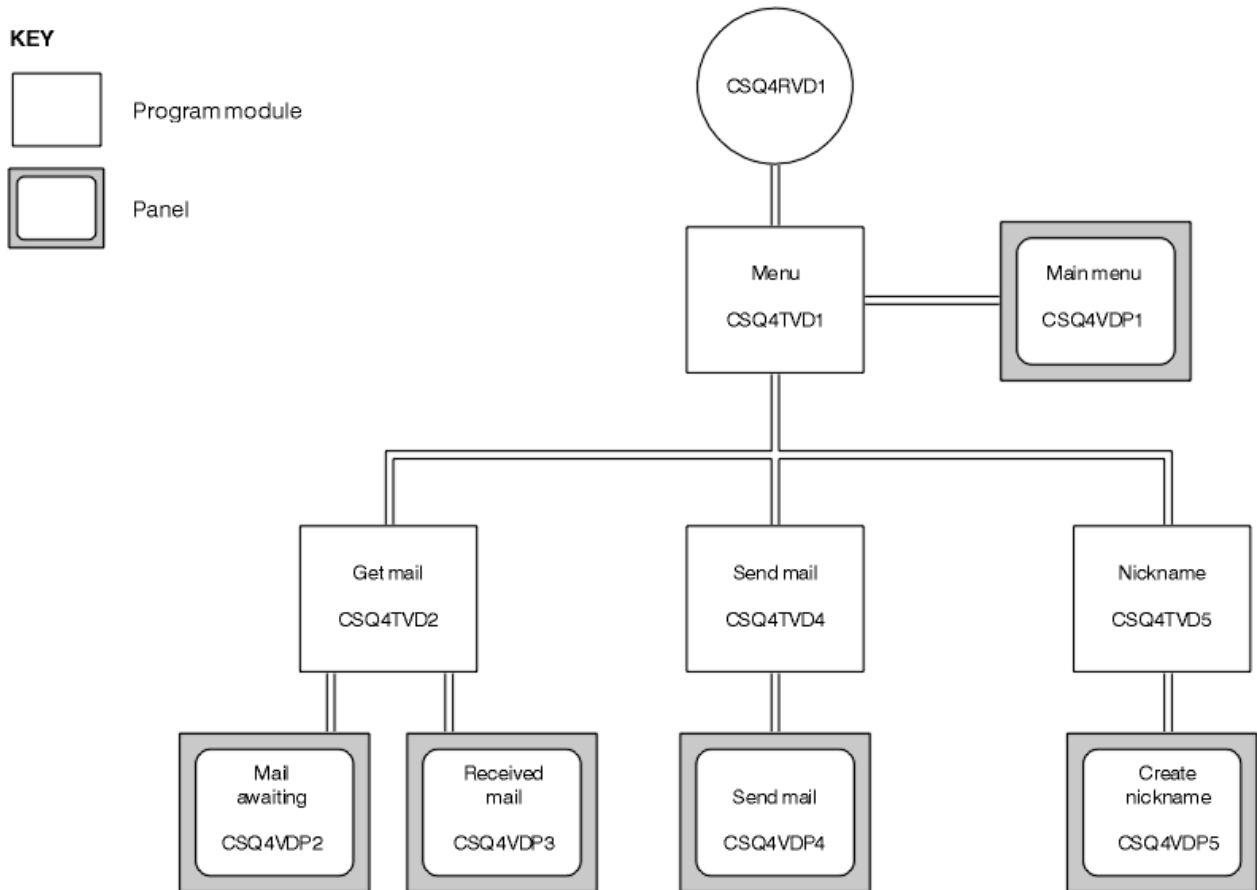 KEY
Program module
Panel
CSQ4RVD1
Menu
CSQ4TVD1
Main menu
CSQ4VDP1
Get mail
CSQ4TVD2
Send mail
CSQ4TVD4
Nickname
CSQ4TVD5
Mail
awaiting
CSQ4VDP2
Received
mail
CSQ4VDP3
Send mail
CSQ4VDP4
Create
nickname
CSQ4VDP5